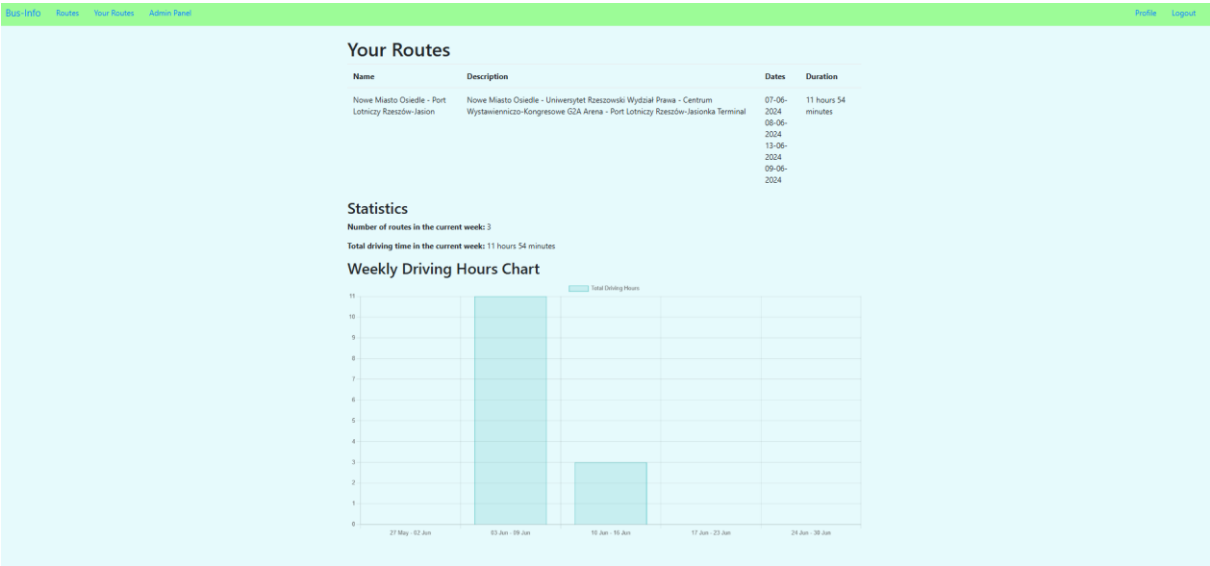 Bus-Info Routes Your Routes Admin Panel Profile Logout
Your Routes
Name Description Dates Duration
Nowe Miasto Osiedle - Port Nowe Miasto Osiedle - Uniwersytet Rzeszowski Wydział Prawa - Centrum 07-06- 11 hours 54
Lotniczy Rzeszów-Jasion Wystawienniczo-Kongresowe G2A Arena - Port Lotniczy Rzeszów-Jasionka Terminal 2024 minutes
08-06-
2024
13-06-
2024
09-06-
2024
Statistics
Number of routes in the current week: 3
Total driving time in the current week: 11 hours 54 minutes
Weekly Driving Hours Chart
Total Driving Hours
11
10
9
8
7
6
5
4
3
2
1
0
27 May - 02 Jun 03 Jun - 09 Jun 10 Jun - 16 Jun 17 Jun - 23 Jun 24 Jun - 30 Jun